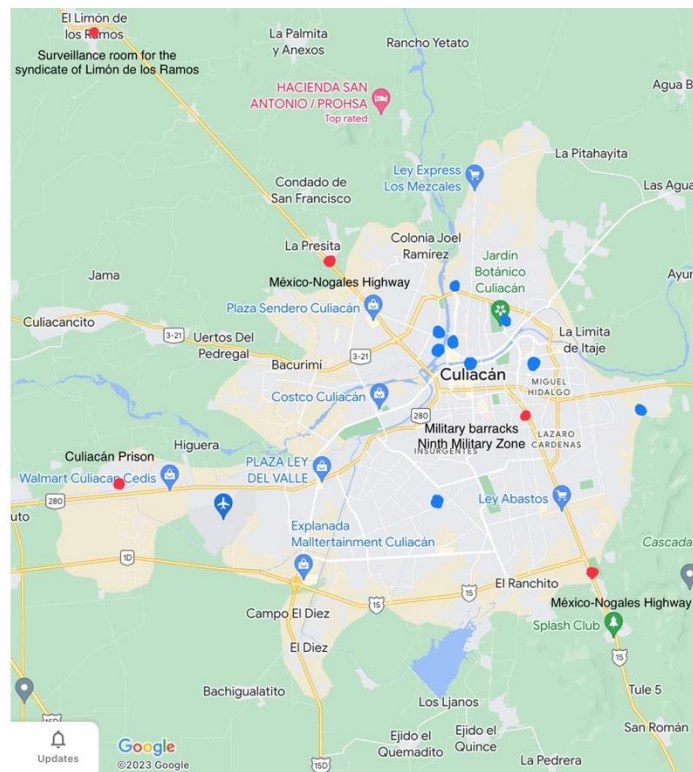 El Limón de
los Ramos
La Palmita
y Anexos
Rancho Yetato
Surveillance room for the
syndicate of Limón de los Ramos
HACIENDA SAN
ANTONIO / PROHSA
Top rated
Agua B
Ley Express
Los Mezcales
La Pitahayita
Condado de
San Francisco
Las Agua
La Presita
Colonia Joel
Ramírez
Jardín
Botánico
Culiacán
Jama
México-Nogales Highway
Ayun
Plaza Sendero Culiacán
Culiacancito
3-21
Uertos Del
Pedregal
La Limita
de Itaje
3-21
Bacurimí
Culiacán
MIGUEL
HIDALGO
Costco Culiacán
280
Military barracks
Ninth Military Zone
LAZARO
CARDENAS
INSURGENTES
Higuera
Culiacán Prison
Walmart Culiacan Cedis
PLAZA LEY
DEL VALLE
280
Ley Abastos
uto
Explanada
Malltertainment Culiacán
Cascada
1D
El Ranchito
15
15
México-Nogales Highway
Campo El Diez
Splash Club
El Diez
15
Bachigualatito
Tule 5
Los Ljanos
San Román
15D
Ejido el
Quemadito
Ejido el
Quince
15D
La Pedrera
Updates
Google
©2023 Google